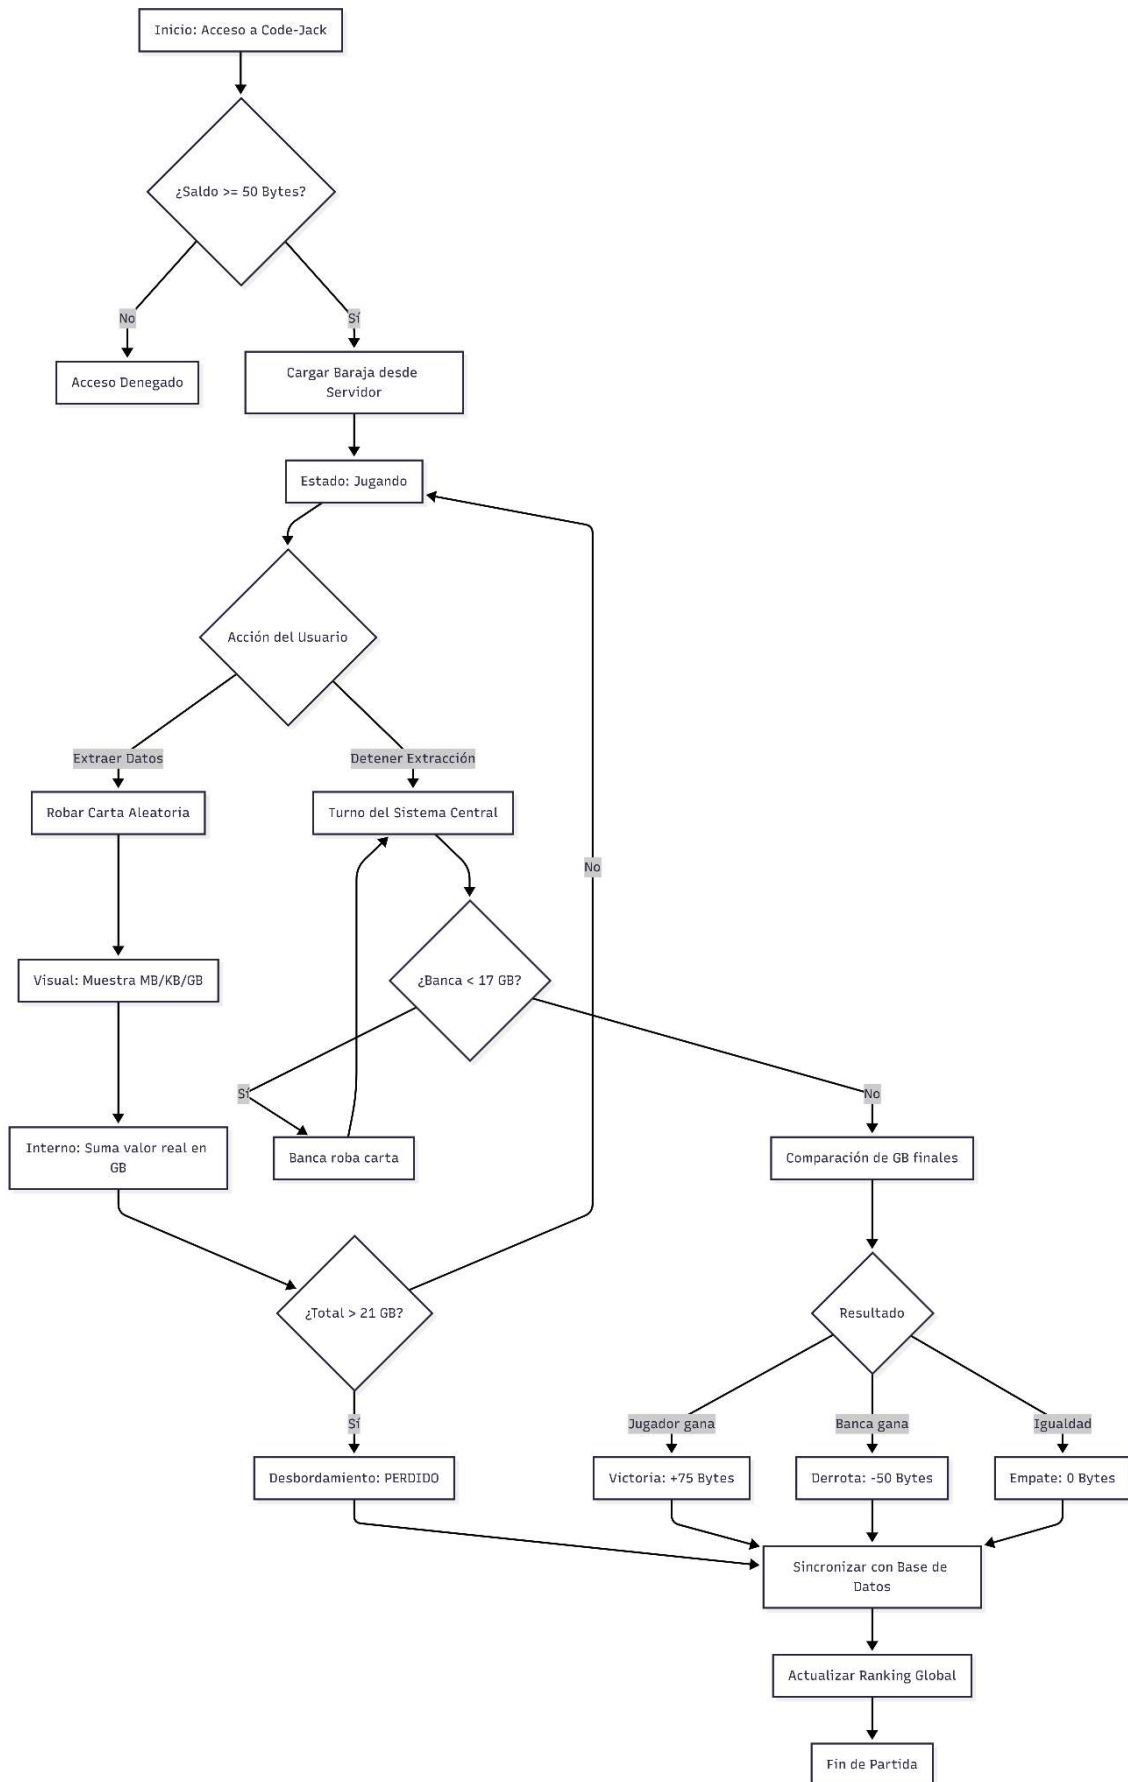 Inicio: Acceso a Code-Jack
¿Saldo >= 50 Bytes?
No
Sí
Acceso Denegado
Cargar Baraja desde
Servidor
Estado: Jugando
Acción del Usuario
Extraer Datos
Detener Extracción
Robar Carta Aleatoria
Turno del Sistema Central
No
Visual: Muestra MB/KB/GB
¿Banca < 17 GB?
Sí
No
Interno: Suma valor real en
GB
Banca roba carta
Comparación de GB finales
¿Total > 21 GB?
Resultado
Sí
Jugador gana
Banca gana
Igualdad
Desbordamiento: PERDIDO
Victoria: +75 Bytes
Derrota: -50 Bytes
Empate: 0 Bytes
Sincronizar con Base de
Datos
Actualizar Ranking Global
Fin de Partida